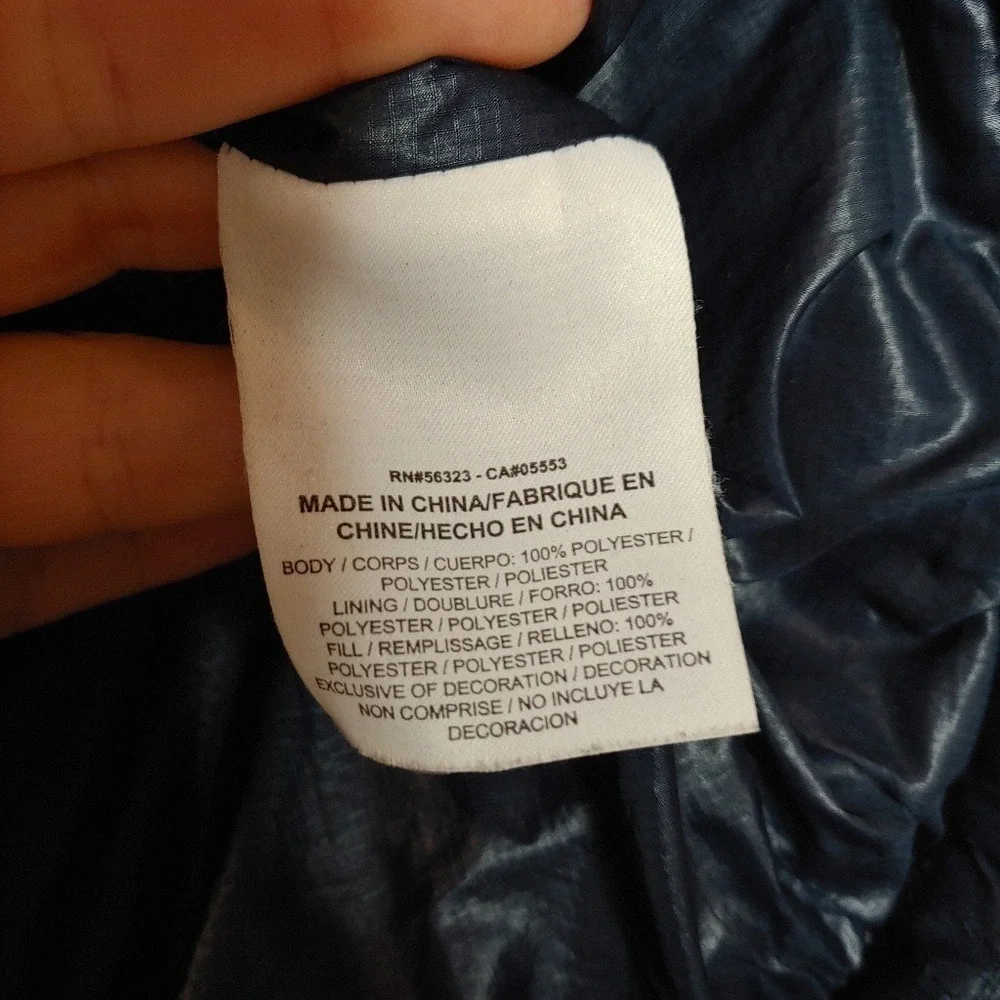 RN#56323 - CA#05553
MADE IN CHINA/FABRIQUE EN
CHINE/HECHO EN CHINA
BODY / CORPS / CUERPO: 100% POLYESTER /
POLYESTER / POLIESTER
LINING / DOUBLURE / FORRO: 100%
POLYESTER / POLYESTER / POLIESTER
FILL / REMPLISSAGE / RELLENO: 100%
POLYESTER / POLYESTER / POLIESTER
EXCLUSIVE OF DECORATION / DECORATION
NON COMPRISE / NO INCLUYE LA
DECORACION